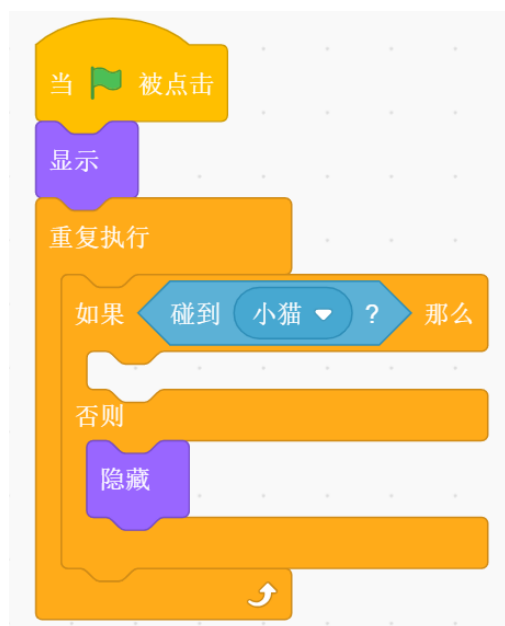 当 被点击
显示
重复执行
如果 碰到 小猫 ? 那么
否则
隐藏